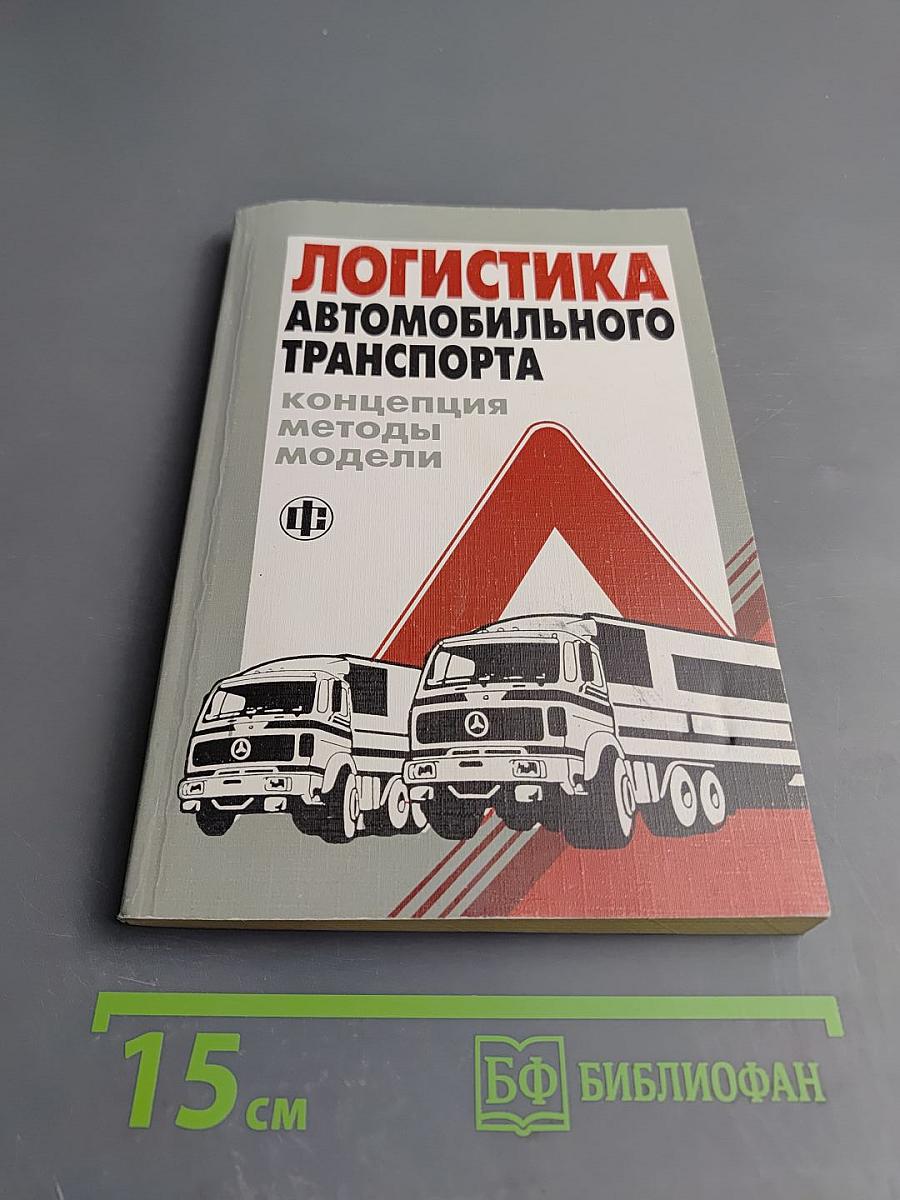 ЛОГИСТИКА
АВТОМОБИЛЬНОГО
ТРАНСПОРТА
концепция
методы
модели
15 см
БФ БИБЛИОФАН